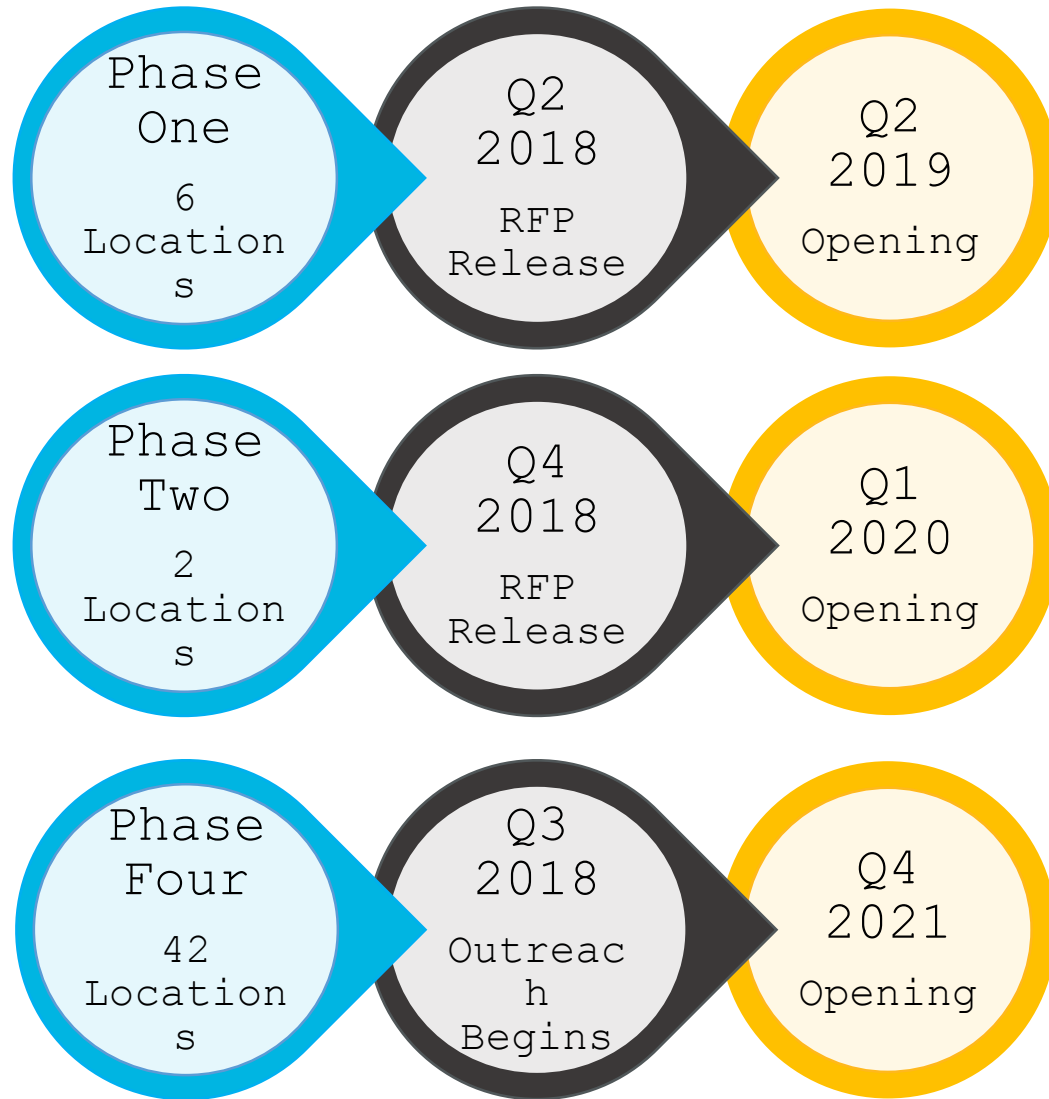 Phase
One
6
Location
s
Q2
2018
RFP
Release
Q2
2019
Opening
Phase
Two
2
Location
s
Q4
2018
RFP
Release
Q1
2020
Opening
Phase
Four
42
Location
s
Q3
2018
Outreac
h
Begins
Q4
2021
Opening